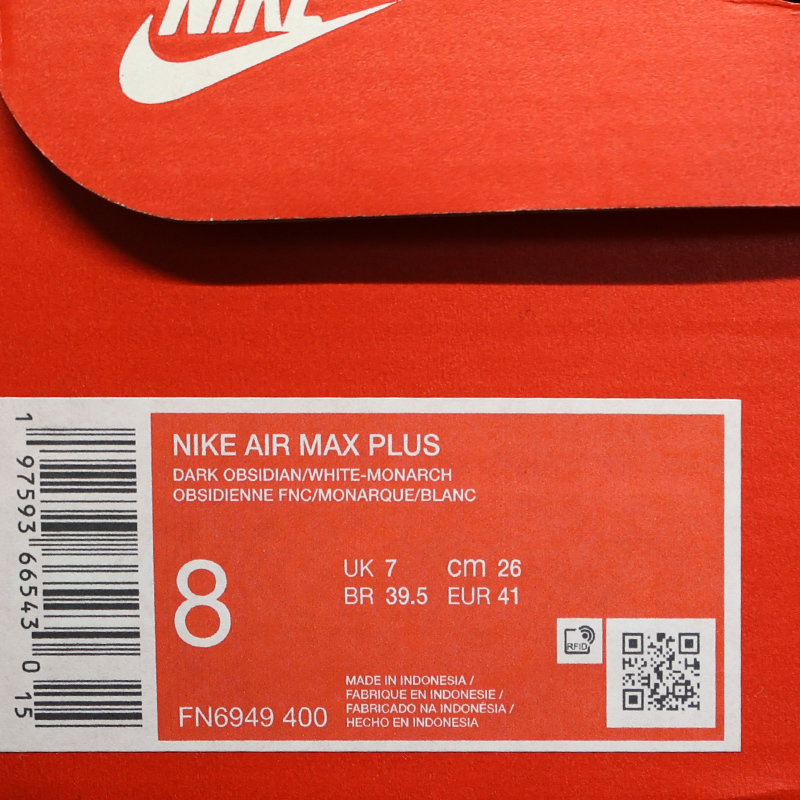 NIKE
NIKE AIR MAX PLUS
DARK OBSIDIAN/WHITE-MONARCH
OBSIDIENNE FNC/MONARQUE/BLANC
8
UK 7 cm 26
BR 39.5 EUR 41
RFID
MADE IN INDONESIA /
FABRIQUE EN INDONESIE /
FABRICADO NA INDONÉSIA /
HECHO EN INDONESIA
FN6949 400
1 97593 66543 0 15